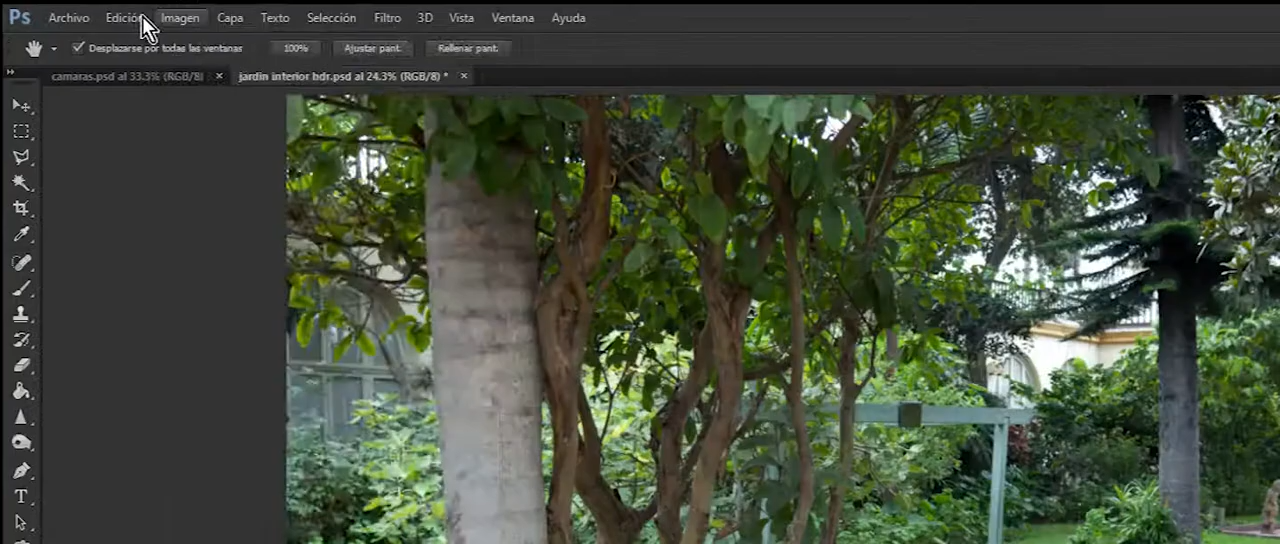 Ps Archivo Edición Imagen Capa Texto Selección Filtro 3D Vista Ventana Ayuda
Desplazarse por todas las ventanas 100% Ajustar pant. Rellenar pant.
camaras.psd al 33.3% (RGB/8) × jardin interior hdr.psd al 24.3% (RGB/8) * ×
T